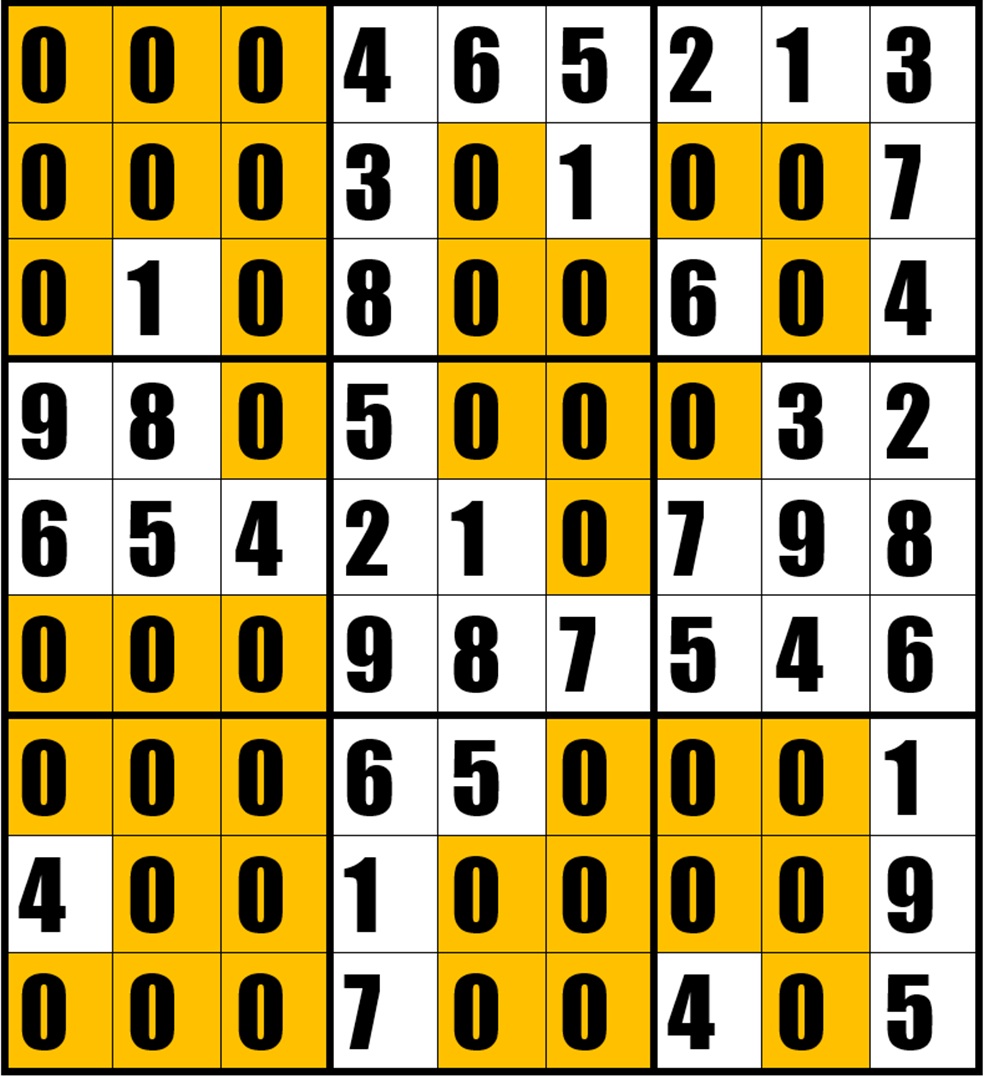 0 0 0 4 6 5 2 1 3
0 0 0 3 0 1 0 0 7
0 1 0 8 0 0 6 0 4
9 8 0 5 0 0 0 3 2
6 5 4 2 1 0 7 9 8
0 0 0 9 8 7 5 4 6
0 0 0 6 5 0 0 0 1
4 0 0 1 0 0 0 0 9
0 0 0 7 0 0 4 0 5